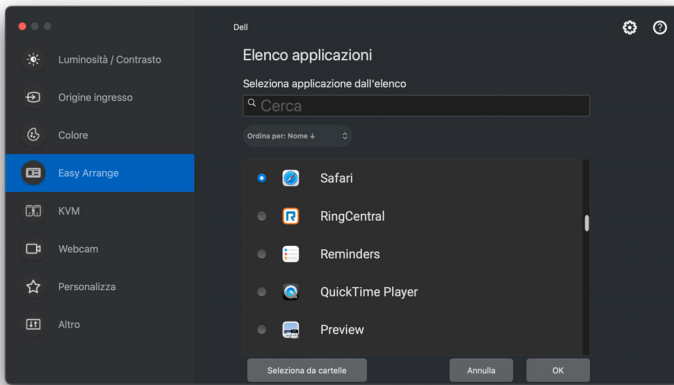 Dell
Luminosità / Contrasto
Origine ingresso
Colore
Easy Arrange
KVM
Webcam
Personalizza
Altro
Elenco applicazioni
Seleziona applicazione dall'elenco
Cerca
Ordina per: Nome ↓
Safari
RingCentral
Reminders
QuickTime Player
Preview
Seleziona da cartelle
Annulla
OK